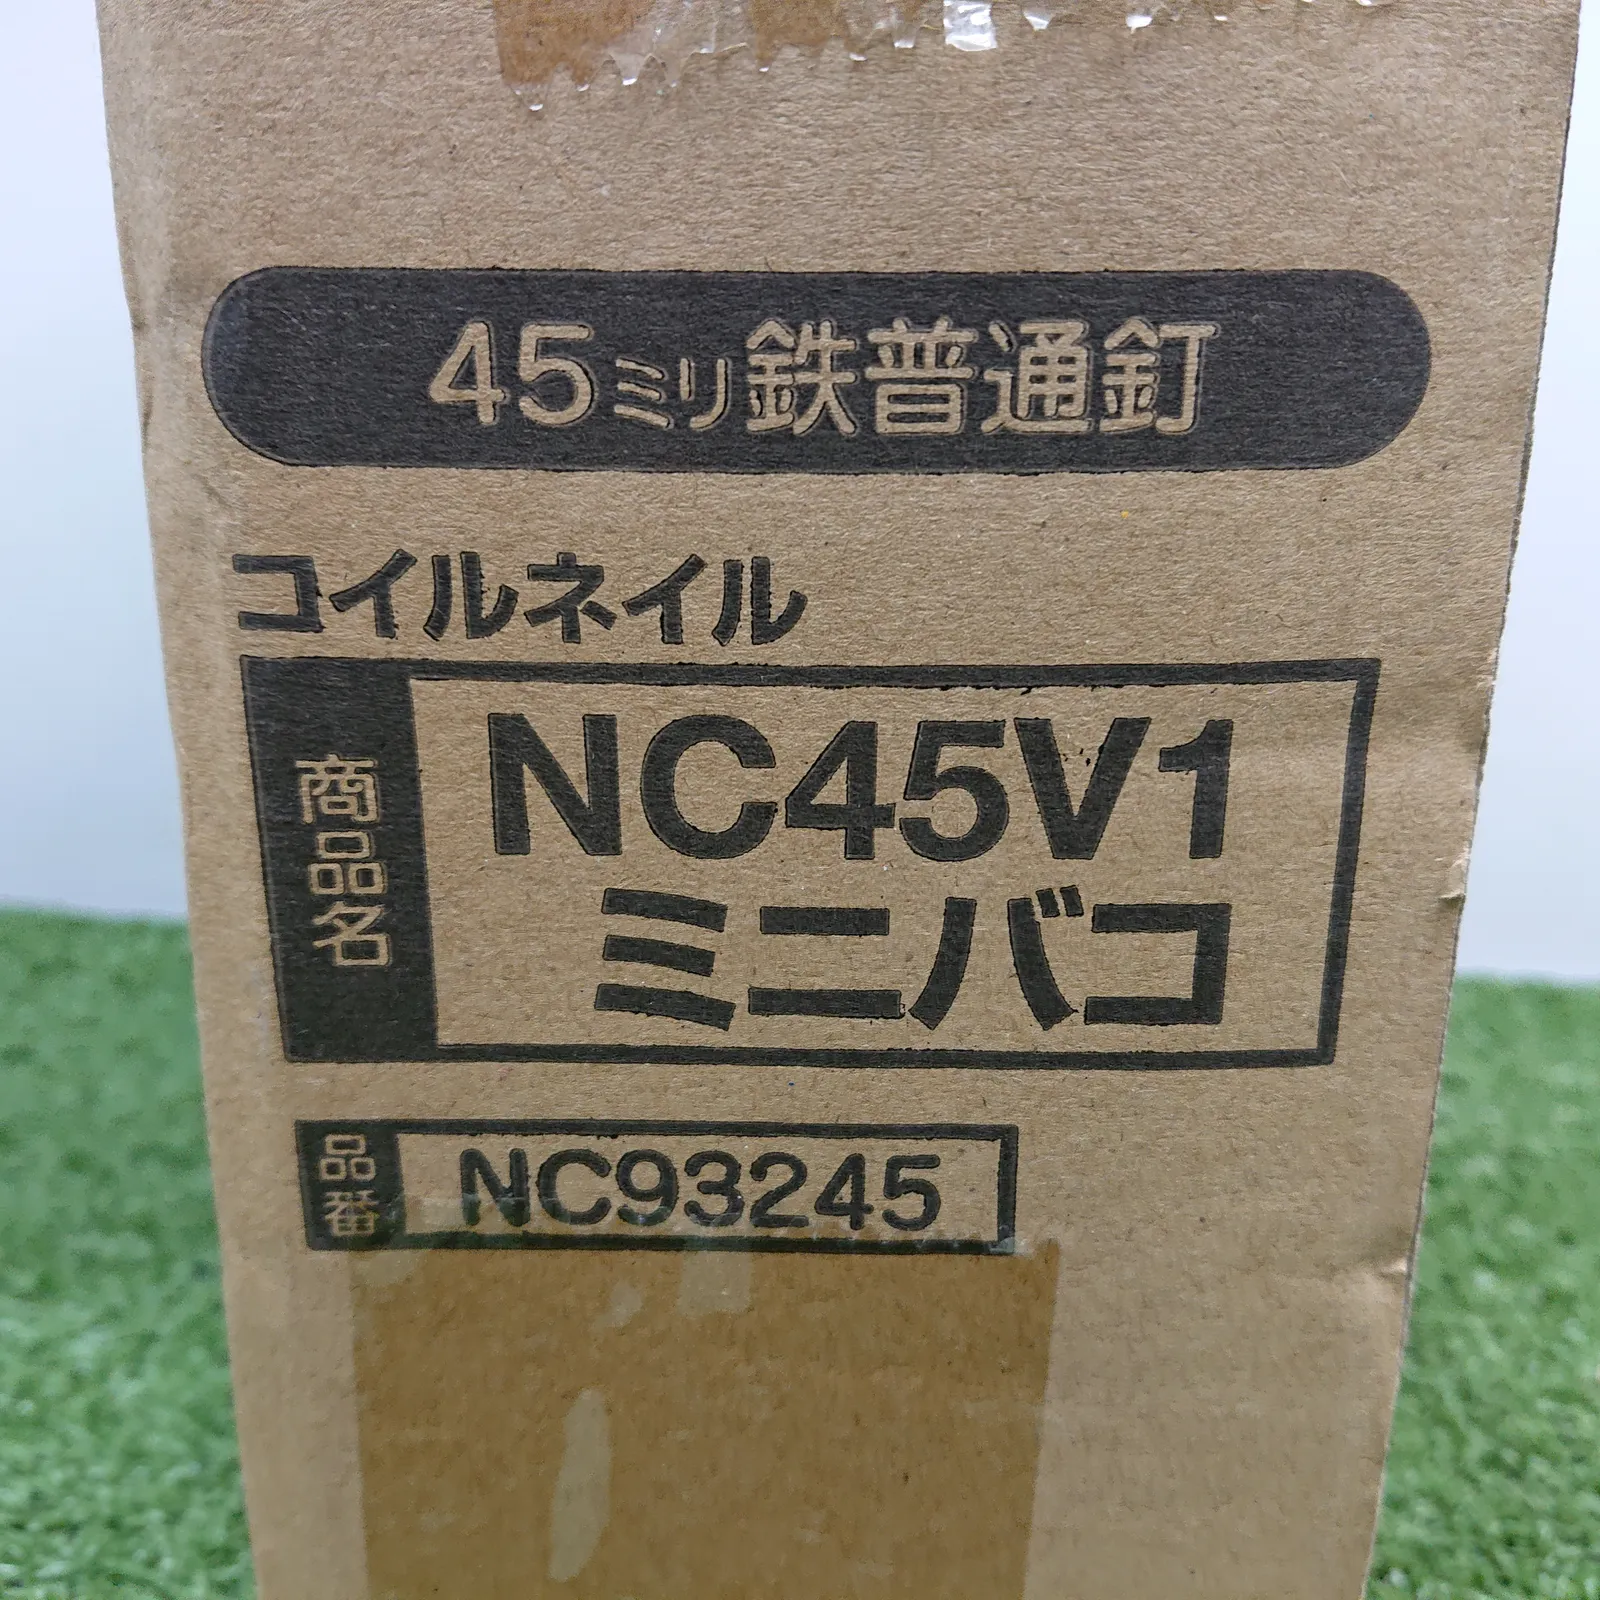 45ミリ鉄普通釘
コイルネイル
商品名
NC45V1
ミニバコ
品番
NC93245